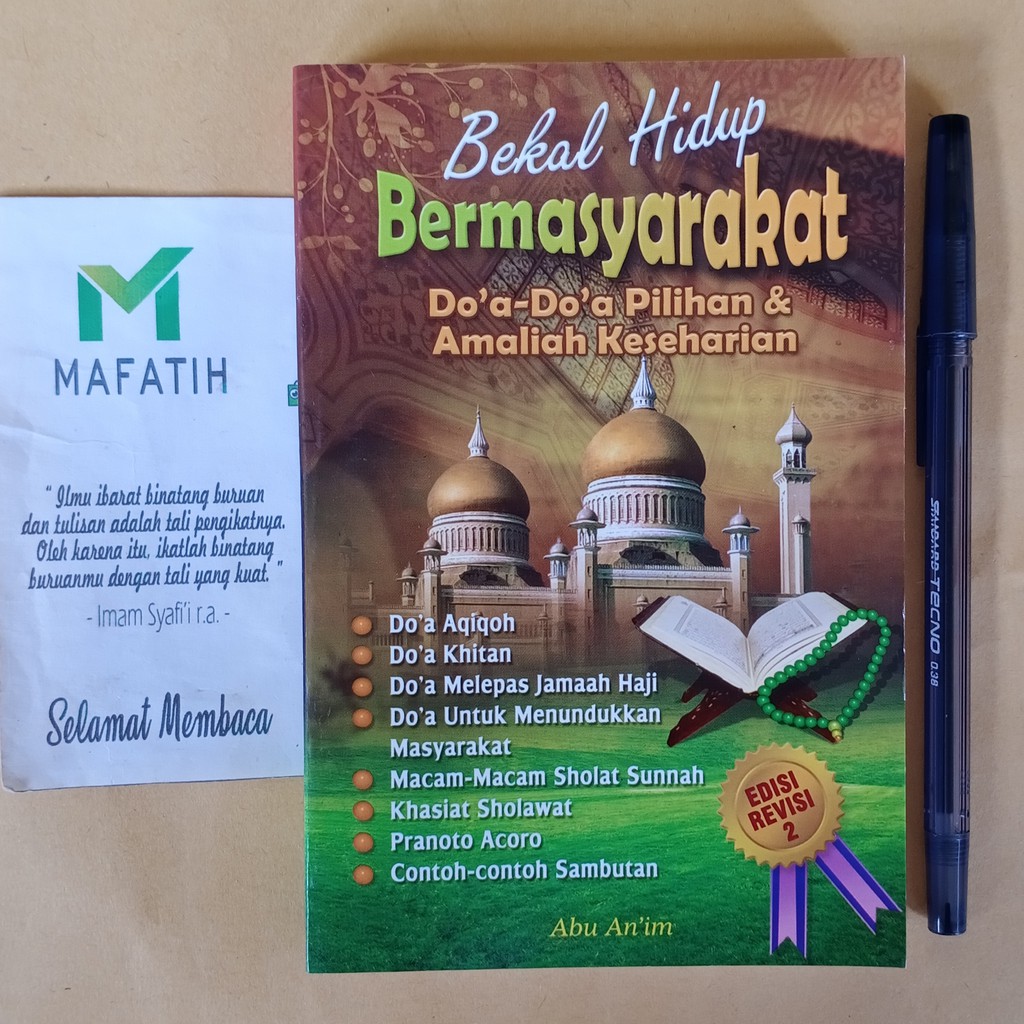 MAFATIH
" Ilmu ibarat binatang buruan
dan tulisan adalah tali pengikatnya.
Oleh karena itu, ikatlah binatang
buruanmu dengan tali yang kuat. "
- Imam Syafi'i r.a. -
Selamat Membaca
Bekal Hidup
Bermasyarakat
Do'a-Do'a Pilihan &
Amaliah Keseharian
Do'a Aqiqoh
Do'a Khitan
Do'a Melepas Jamaah Haji
Do'a Untuk Menundukkan
Masyarakat
Macam-Macam Sholat Sunnah
Khasiat Sholawat
Pranoto Acoro
Contoh-contoh Sambutan
EDISI
REVISI
2
Abu An'im
STANDARD TECNO 0.38